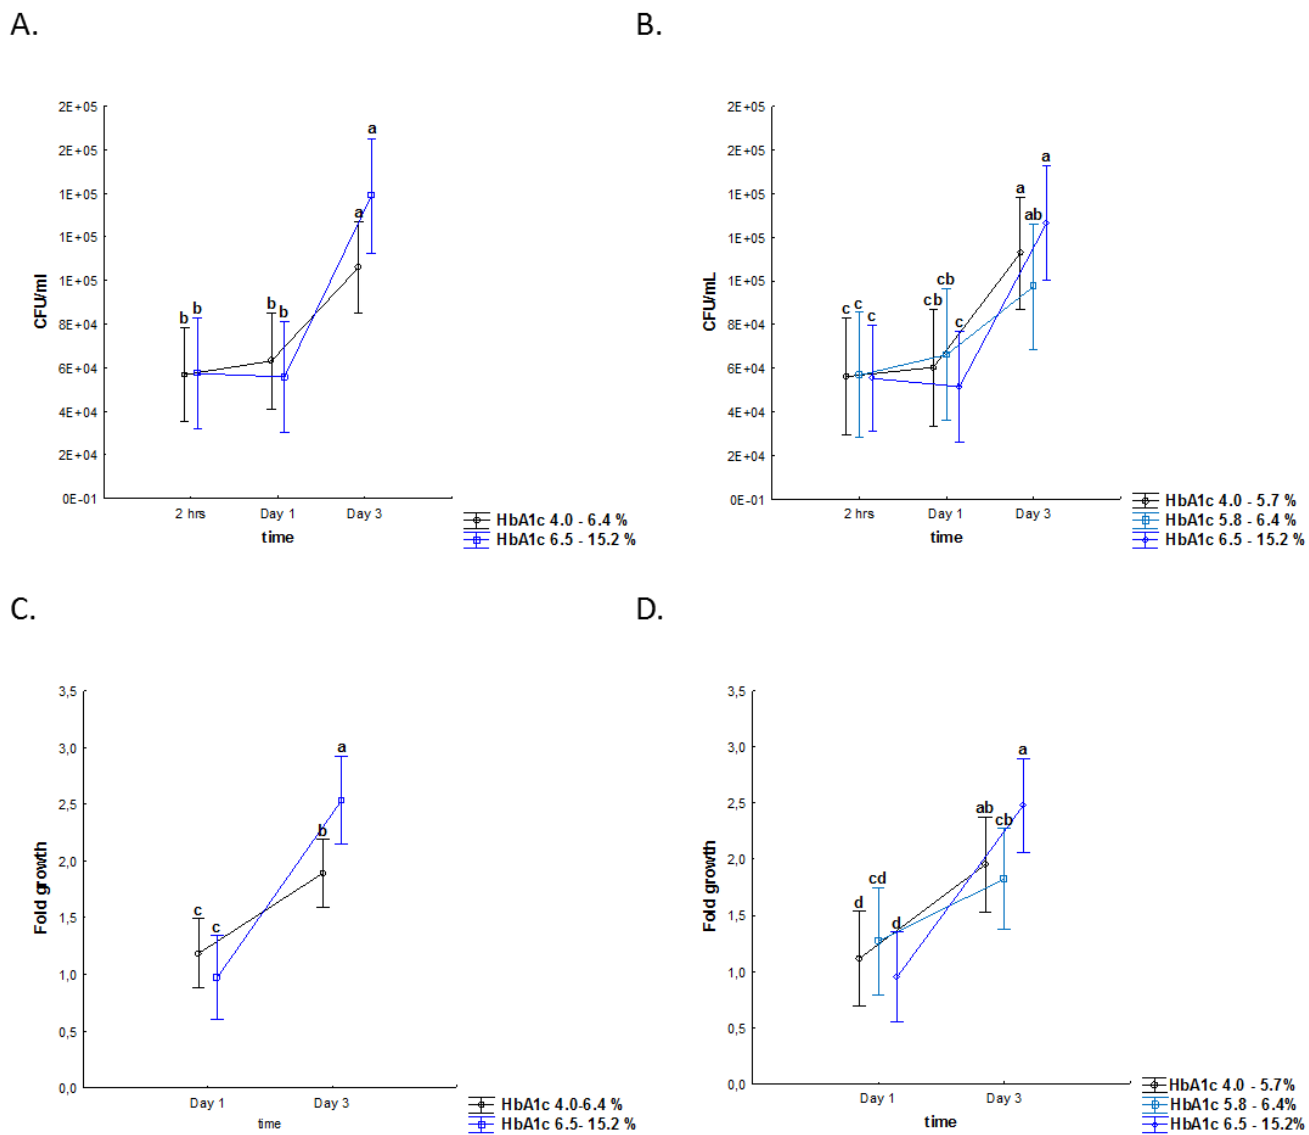 A.
B.
2E+05
2E+05
1E+05
1E+05
1E+05
8E+04
6E+04
4E+04
2E+04
0E-01
CFU/ml
b b
b
b
a
a
2 hrs Day 1 Day 3
time
HbA1c 4.0 - 6.4 %
HbA1c 6.5 - 15.2 %
2E+05
2E+05
1E+05
1E+05
1E+05
8E+04
6E+04
4E+04
2E+04
0E-01
CFU/mL
c c c
cb cb c
a ab a
2 hrs Day 1 Day 3
time
HbA1c 4.0 - 5.7 %
HbA1c 5.8 - 6.4 %
HbA1c 6.5 - 15.2 %
C.
D.
3,5
3,0
2,5
2,0
1,5
1,0
0,5
0,0
Fold growth
c c
b a
Day 1 Day 3
time
HbA1c 4.0-6.4 %
HbA1c 6.5- 15.2 %
3,5
3,0
2,5
2,0
1,5
1,0
0,5
0,0
Fold growth
d cd d
ab cb a
Day 1 Day 3
time
HbA1c 4.0 - 5.7%
HbA1c 5.8 - 6.4%
HbA1c 6.5 - 15.2%